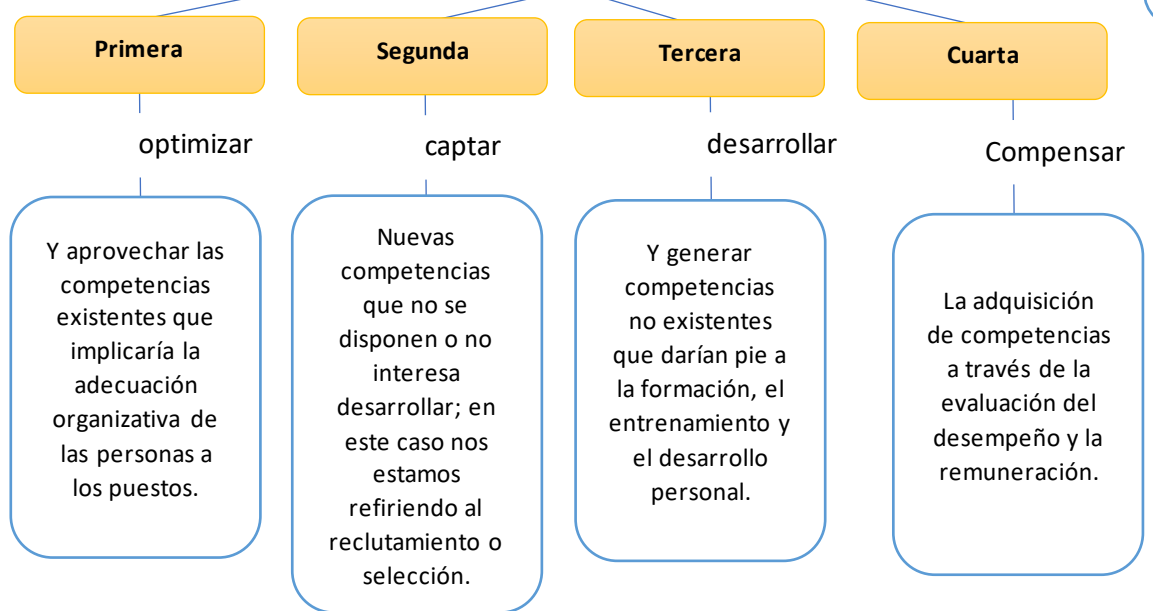 Primera
Segunda
Tercera
Cuarta
optimizar
captar
desarrollar
Compensar
Y aprovechar las
competencias
existentes que
implicaría la
adecuación
organizativa de
las personas a
los puestos.
Nuevas
competencias
que no se
disponen o no
interesa
desarrollar; en
este caso nos
estamos
refiriendo al
reclutamiento o
selección.
Y generar
competencias
no existentes
que darían pie a
la formación, el
entrenamiento y
el desarrollo
personal.
La adquisición
de competencias
a través de la
evaluación del
desempeño y la
remuneración.